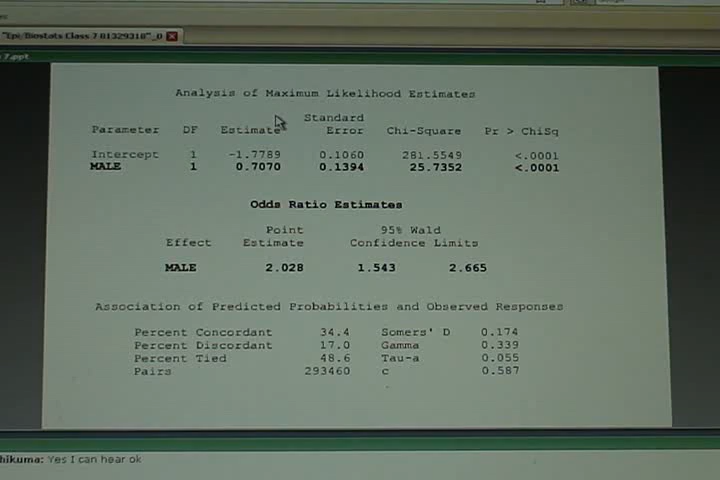 "Epi/Biostats Class 7 01329318"_0
7.ppt
Analysis of Maximum Likelihood Estimates
Standard
Parameter DF Estimate Error Chi-Square Pr > ChiSq
Intercept 1 -1.7789 0.1060 281.5549 <.0001
MALE 1 0.7070 0.1394 25.7352 <.0001
Odds Ratio Estimates
Point 95% Wald
Effect Estimate Confidence Limits
MALE 2.028 1.543 2.665
Association of Predicted Probabilities and Observed Responses
Percent Concordant 34.4 Somers' D 0.174
Percent Discordant 17.0 Gamma 0.339
Percent Tied 48.6 Tau-a 0.055
Pairs 293460 c 0.587
hikuma: Yes I can hear ok